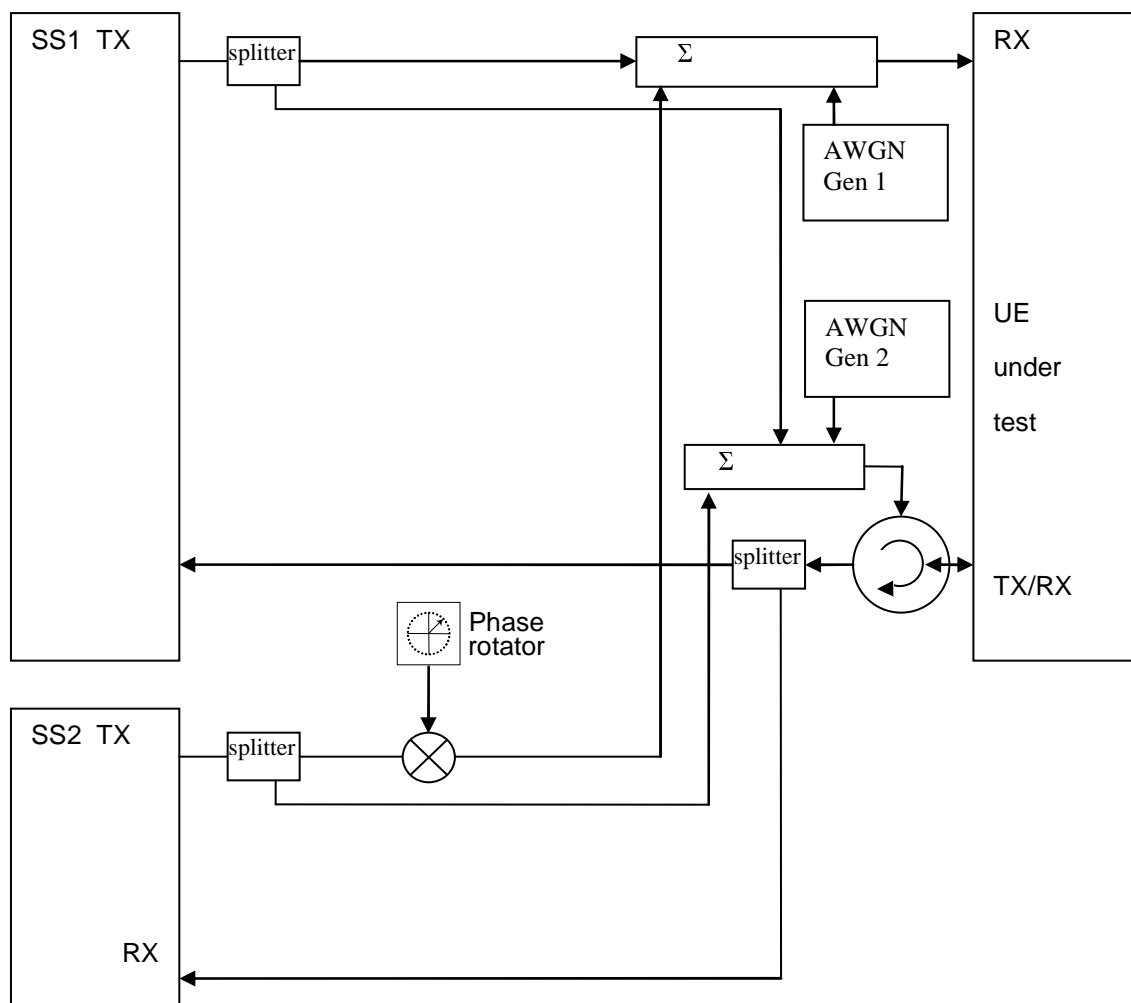 SS1 TX
splitter
Σ
RX
AWGN
Gen 1
AWGN
Gen 2
UE
under
test
Σ
splitter
TX/RX
Phase
rotator
SS2 TX
splitter
RX